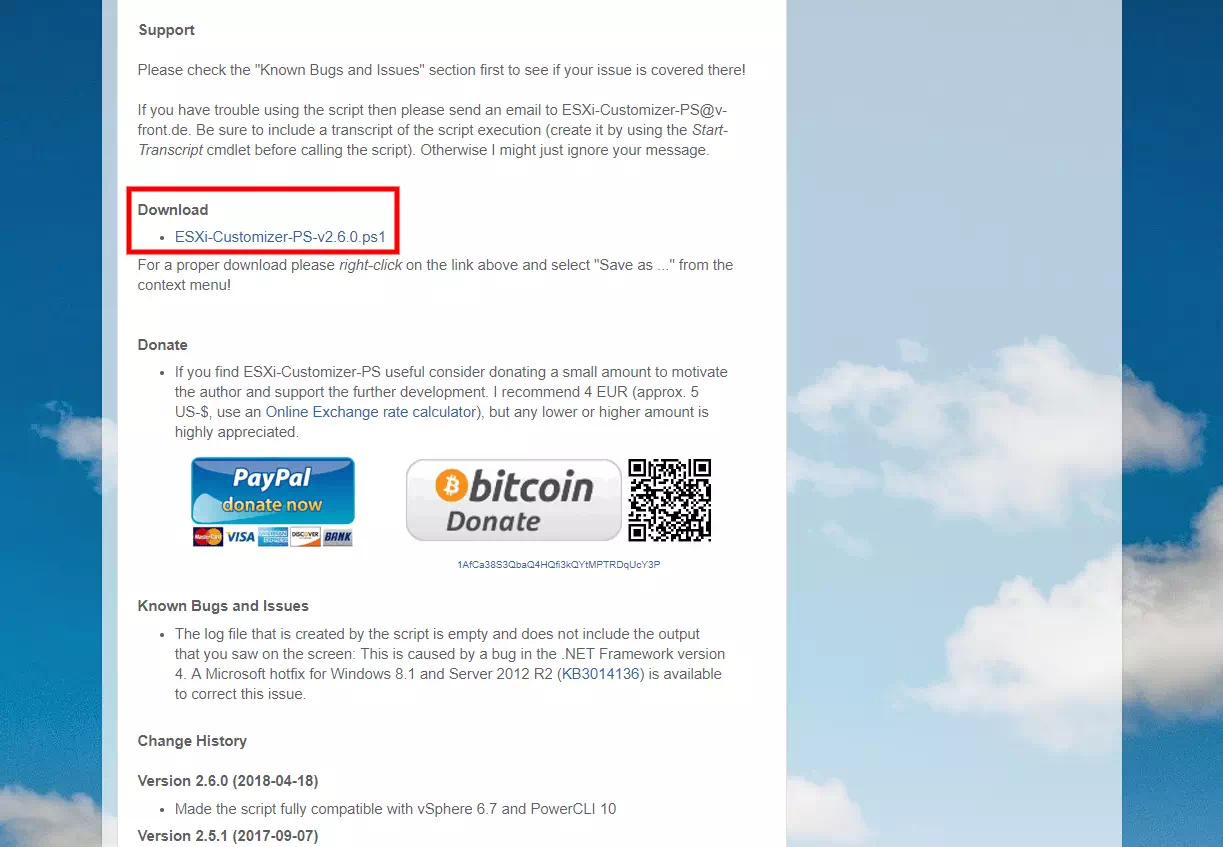 Support
Please check the "Known Bugs and Issues" section first to see if your issue is covered there!
If you have trouble using the script then please send an email to ESXi-Customizer-PS@v-
front.de. Be sure to include a transcript of the script execution (create it by using the Start-
Transcript cmdlet before calling the script). Otherwise I might just ignore your message.
Download
• ESXi-Customizer-PS-v2.6.0.ps1
For a proper download please right-click on the link above and select "Save as ..." from the
context menu!
Donate
• If you find ESXi-Customizer-PS useful consider donating a small amount to motivate
the author and support the further development. I recommend 4 EUR (approx. 5
US-$, use an Online Exchange rate calculator), but any lower or higher amount is
highly appreciated.
PayPal
donate now
MasterCard VISA AMERICAN EXPRESS DISCOVER BANK
bitcoin
Donate
1AfCa38S3QbaQ4HQfi3kQYtMPTRDqUcY3P
Known Bugs and Issues
• The log file that is created by the script is empty and does not include the output
that you saw on the screen: This is caused by a bug in the .NET Framework version
4. A Microsoft hotfix for Windows 8.1 and Server 2012 R2 (KB3014136) is available
to correct this issue.
Change History
Version 2.6.0 (2018-04-18)
• Made the script fully compatible with vSphere 6.7 and PowerCLI 10
Version 2.5.1 (2017-09-07)